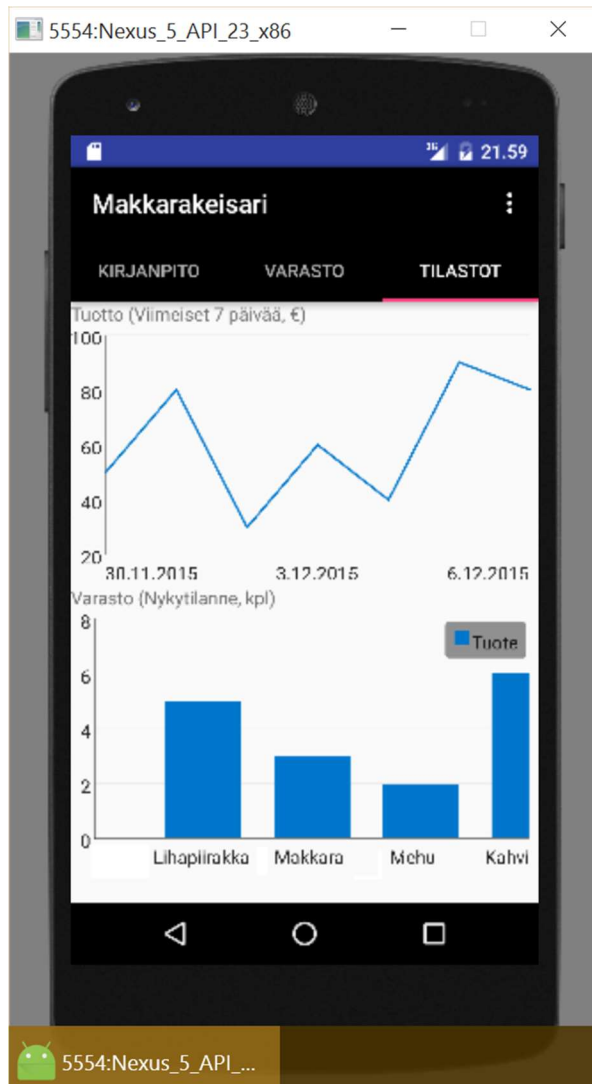 5554:Nexus_5_API_23_x86
3G 21.59
Makkarakeisari
KIRJANPITO VARASTO TILASTOT
Tuotto (Viimeiset 7 päivää, €)
100
80
60
40
20
30.11.2015 3.12.2015 6.12.2015
Varasto (Nykytilanne, kpl)
8
Tuote
6
4
2
0
Lihapiirakka Makkara Mehu Kahvi
5554:Nexus_5_API_...